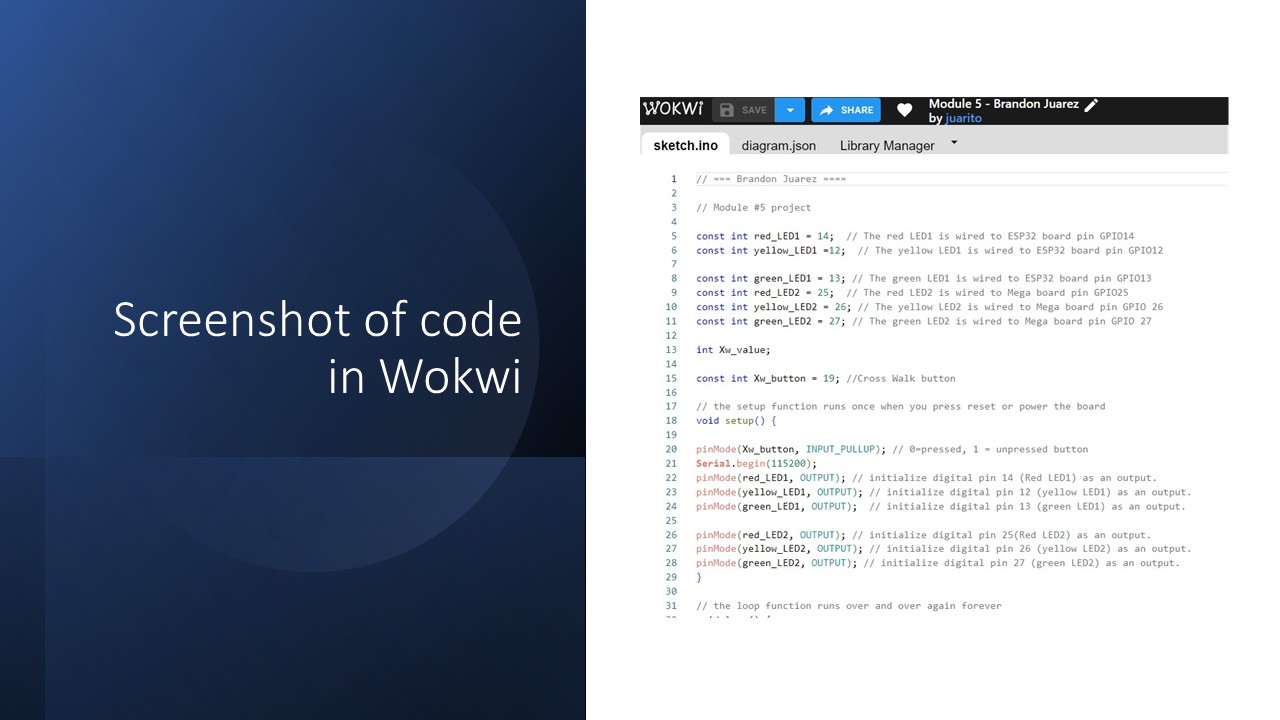 Screenshot of code
in Wokwi
WOKWi SAVE SHARE Module 5 - Brandon Juarez
by juarito
sketch.ino diagram.json Library Manager
1 // === Brandon Juarez ====
2
3 // Module #5 project
4
5 const int red_LED1 = 14;  // The red LED1 is wired to ESP32 board pin GPIO14
6 const int yellow_LED1 =12;  // The yellow LED1 is wired to ESP32 board pin GPIO12
7
8 const int green_LED1 = 13; // The green LED1 is wired to ESP32 board pin GPIO13
9 const int red_LED2 = 25;  // The red LED2 is wired to Mega board pin GPIO25
10 const int yellow_LED2 = 26; // The yellow LED2 is wired to Mega board pin GPIO 26
11 const int green_LED2 = 27; // The green LED2 is wired to Mega board pin GPIO 27
12
13 int Xw_value;
14
15 const int Xw_button = 19; //Cross Walk button
16
17 // the setup function runs once when you press reset or power the board
18 void setup() {
19
20 pinMode(Xw_button, INPUT_PULLUP); // 0=pressed, 1 = unpressed button
21 Serial.begin(115200);
22 pinMode(red_LED1, OUTPUT); // initialize digital pin 14 (Red LED1) as an output.
23 pinMode(yellow_LED1, OUTPUT); // initialize digital pin 12 (yellow LED1) as an output.
24 pinMode(green_LED1, OUTPUT);  // initialize digital pin 13 (green LED1) as an output.
25
26 pinMode(red_LED2, OUTPUT); // initialize digital pin 25(Red LED2) as an output.
27 pinMode(yellow_LED2, OUTPUT); // initialize digital pin 26 (yellow LED2) as an output.
28 pinMode(green_LED2, OUTPUT); // initialize digital pin 27 (green LED2) as an output.
29 }
30
31 // the loop function runs over and over again forever